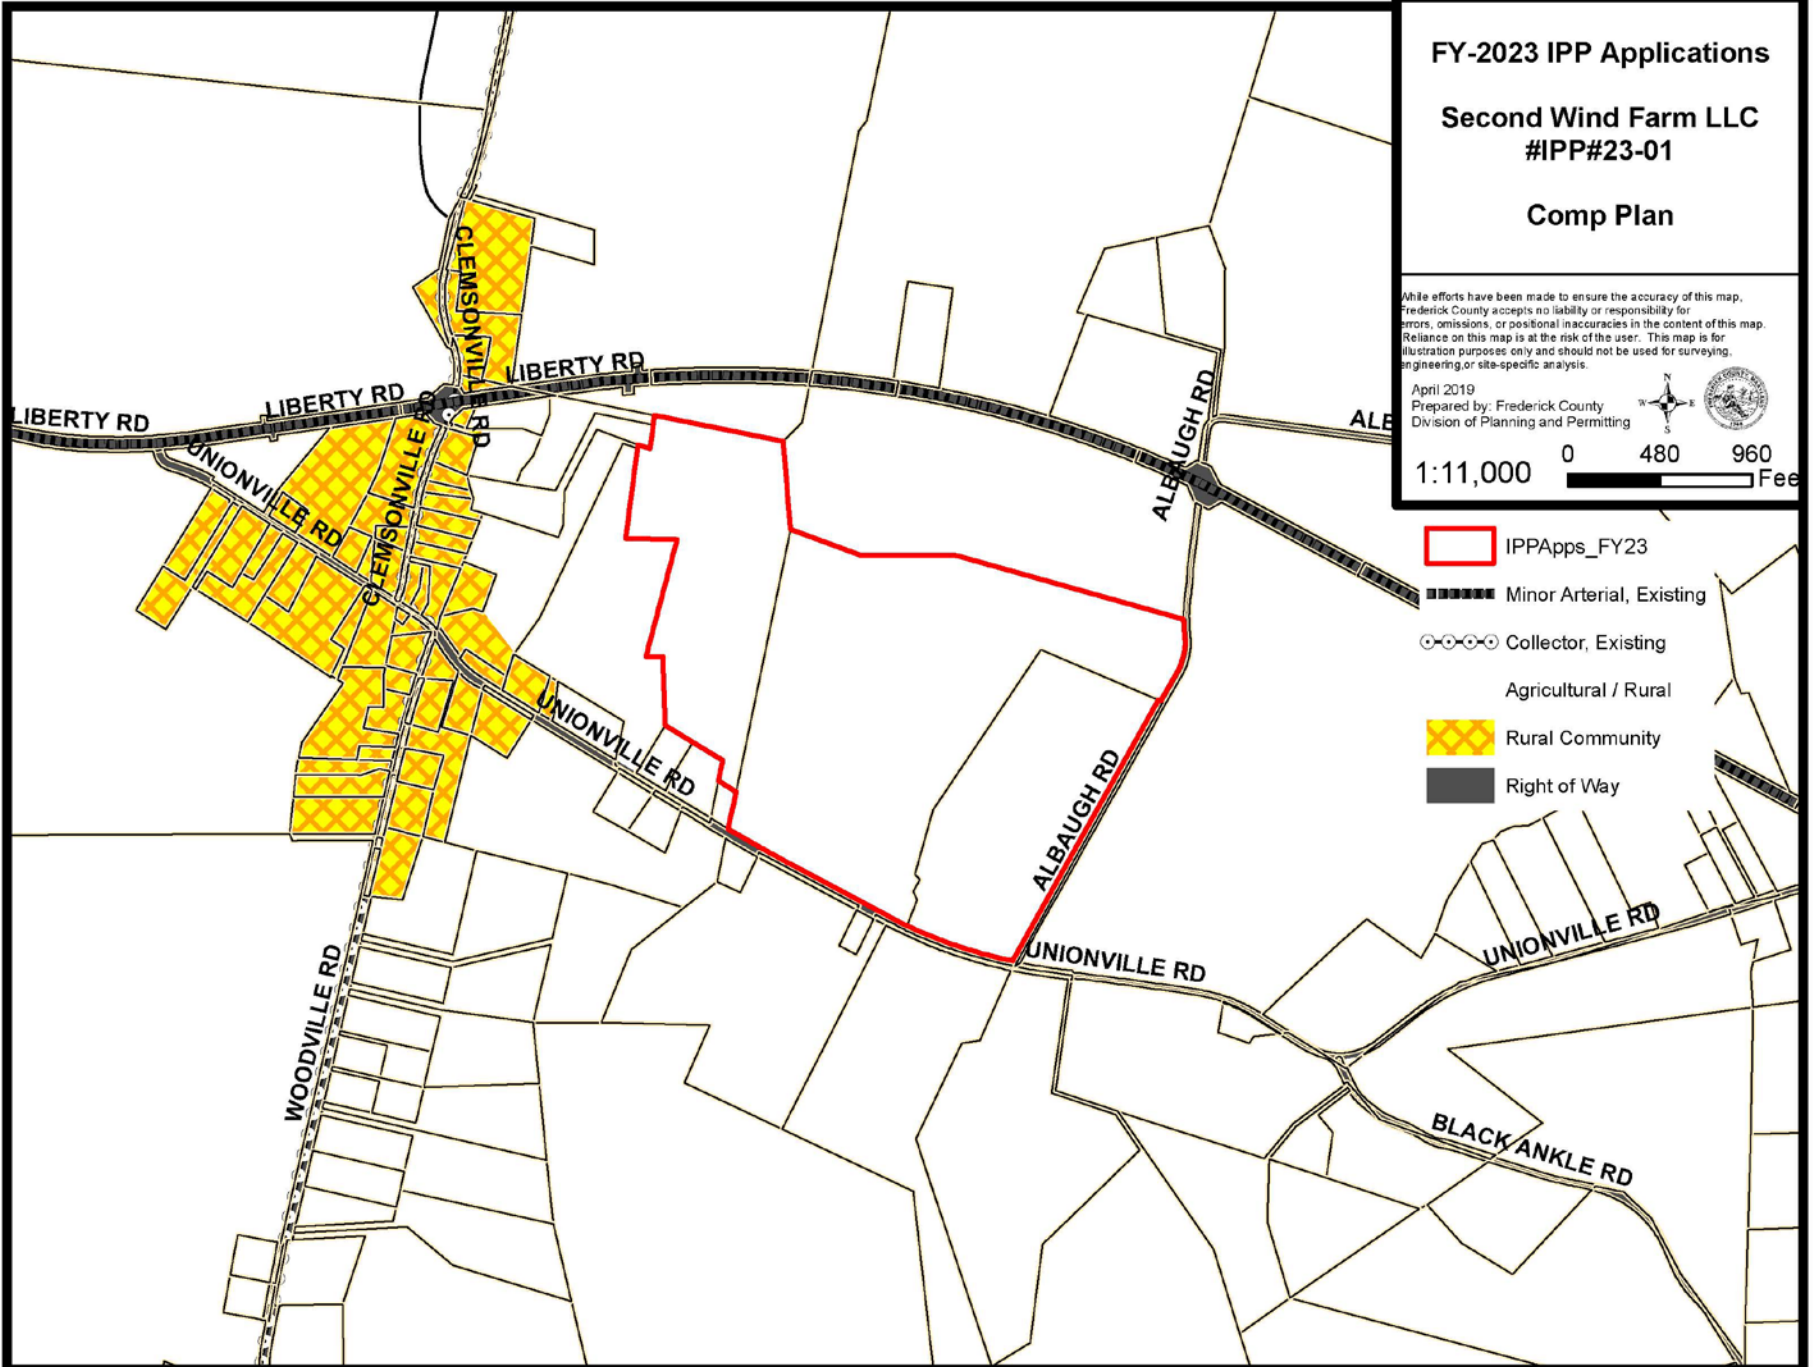 FY-2023 IPP Applications
Second Wind Farm LLC
#IPP#23-01
Comp Plan
While efforts have been made to ensure the accuracy of this map,
Frederick County accepts no liability or responsibility for
errors, omissions, or positional inaccuracies in the content of this map.
Reliance on this map is at the risk of the user. This map is for
illustration purposes only and should not be used for surveying,
engineering,or site-specific analysis.
April 2019
Prepared by: Frederick County
Division of Planning and Permitting
N
W E
S
1:11,000
0 480 960
Fee
IPPApps_FY23
Minor Arterial, Existing
Collector, Existing
Agricultural / Rural
Rural Community
Right of Way
CLEMSONVILLE RD
LIBERTY RD
LIBERTY RD
LIBERTY RD
UNIONVILLE RD
CLEMSONVILLE RD
ALBAUGH RD
ALB
UNIONVILLE RD
ALBAUGH RD
UNIONVILLE RD
UNIONVILLE RD
WOODVILLE RD
BLACK ANKLE RD